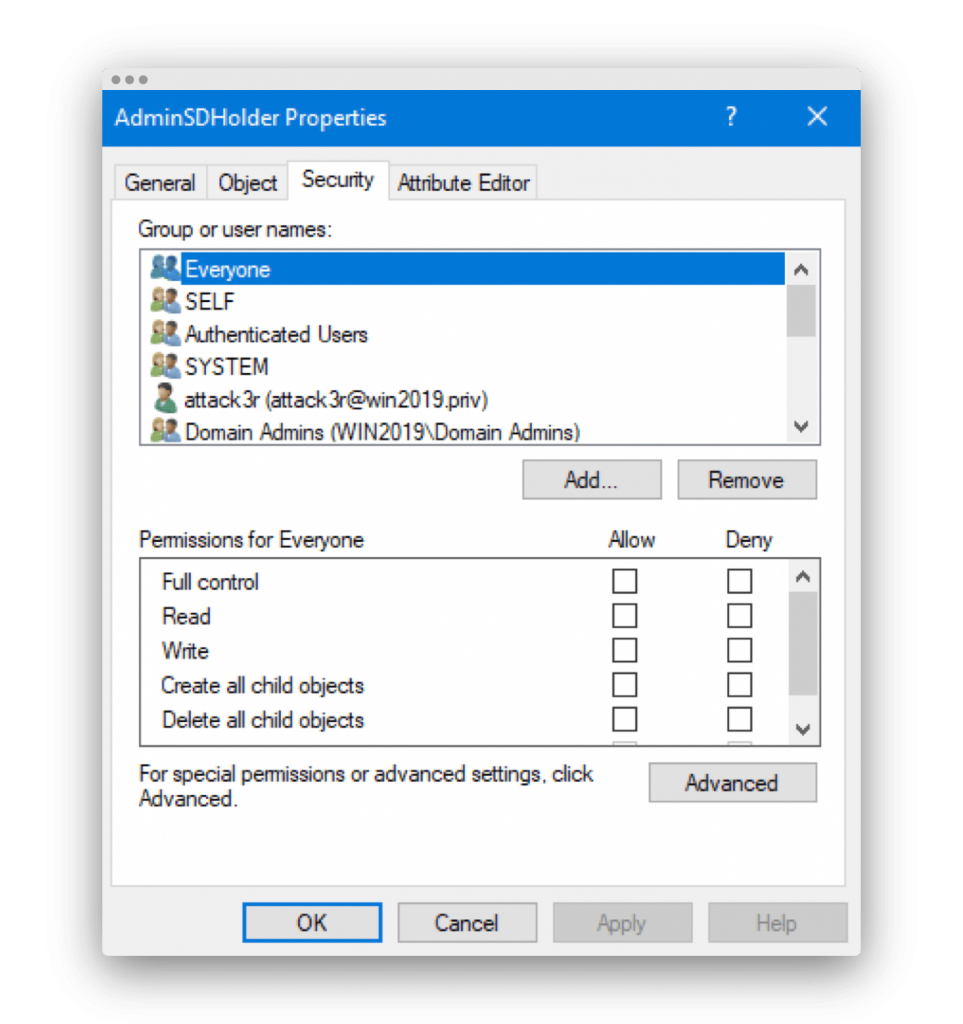 AdminSDHolder Properties ?
General Object Security Attribute Editor
Group or user names:
Everyone
SELF
Authenticated Users
SYSTEM
attack3r (attack3r@win2019.priv)
Domain Admins (WIN2019\Domain Admins)
Add... Remove
Permissions for Everyone Allow Deny
Full control
Read
Write
Create all child objects
Delete all child objects
For special permissions or advanced settings, click
Advanced.
Advanced
OK Cancel Apply Help